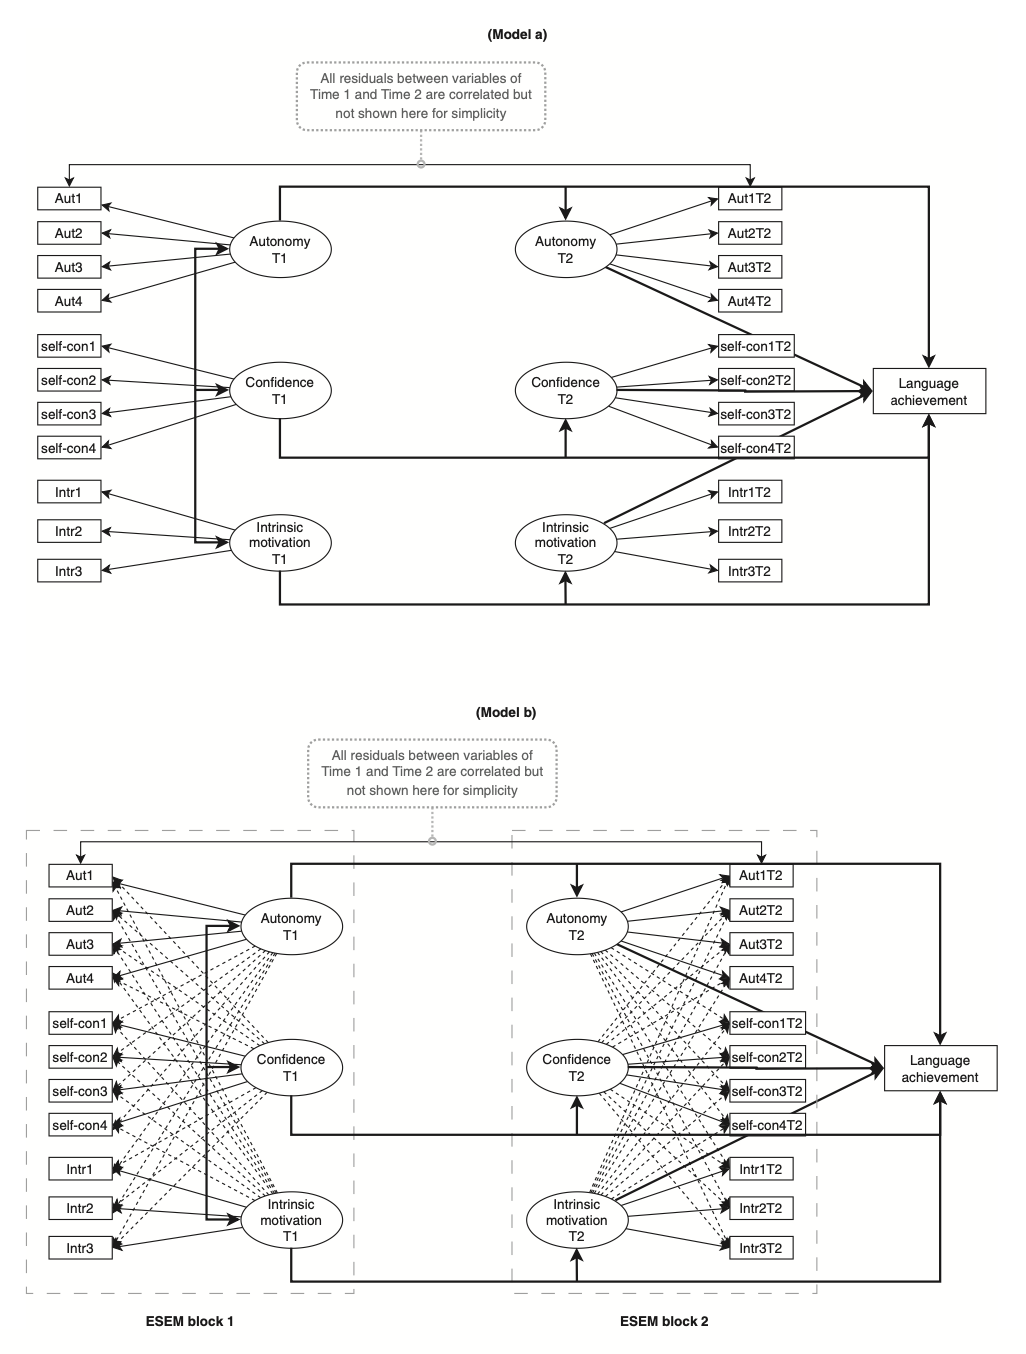 (Model a)
All residuals between variables of
Time 1 and Time 2 are correlated but
not shown here for simplicity
Aut1
Aut2
Aut3
Aut4
self-con1
self-con2
self-con3
self-con4
Intr1
Intr2
Intr3
Autonomy
T1
Confidence
T1
Intrinsic
motivation
T1
Autonomy
T2
Confidence
T2
Intrinsic
motivation
T2
Aut1T2
Aut2T2
Aut3T2
Aut4T2
self-con1T2
self-con2T2
self-con3T2
self-con4T2
Intr1T2
Intr2T2
Intr3T2
Language
achievement
(Model b)
All residuals between variables of
Time 1 and Time 2 are correlated but
not shown here for simplicity
Aut1
Aut2
Aut3
Aut4
self-con1
self-con2
self-con3
self-con4
Intr1
Intr2
Intr3
Autonomy
T1
Confidence
T1
Intrinsic
motivation
T1
Autonomy
T2
Confidence
T2
Intrinsic
motivation
T2
Aut1T2
Aut2T2
Aut3T2
Aut4T2
self-con1T2
self-con2T2
self-con3T2
self-con4T2
Intr1T2
Intr2T2
Intr3T2
Language
achievement
ESEM block 1
ESEM block 2